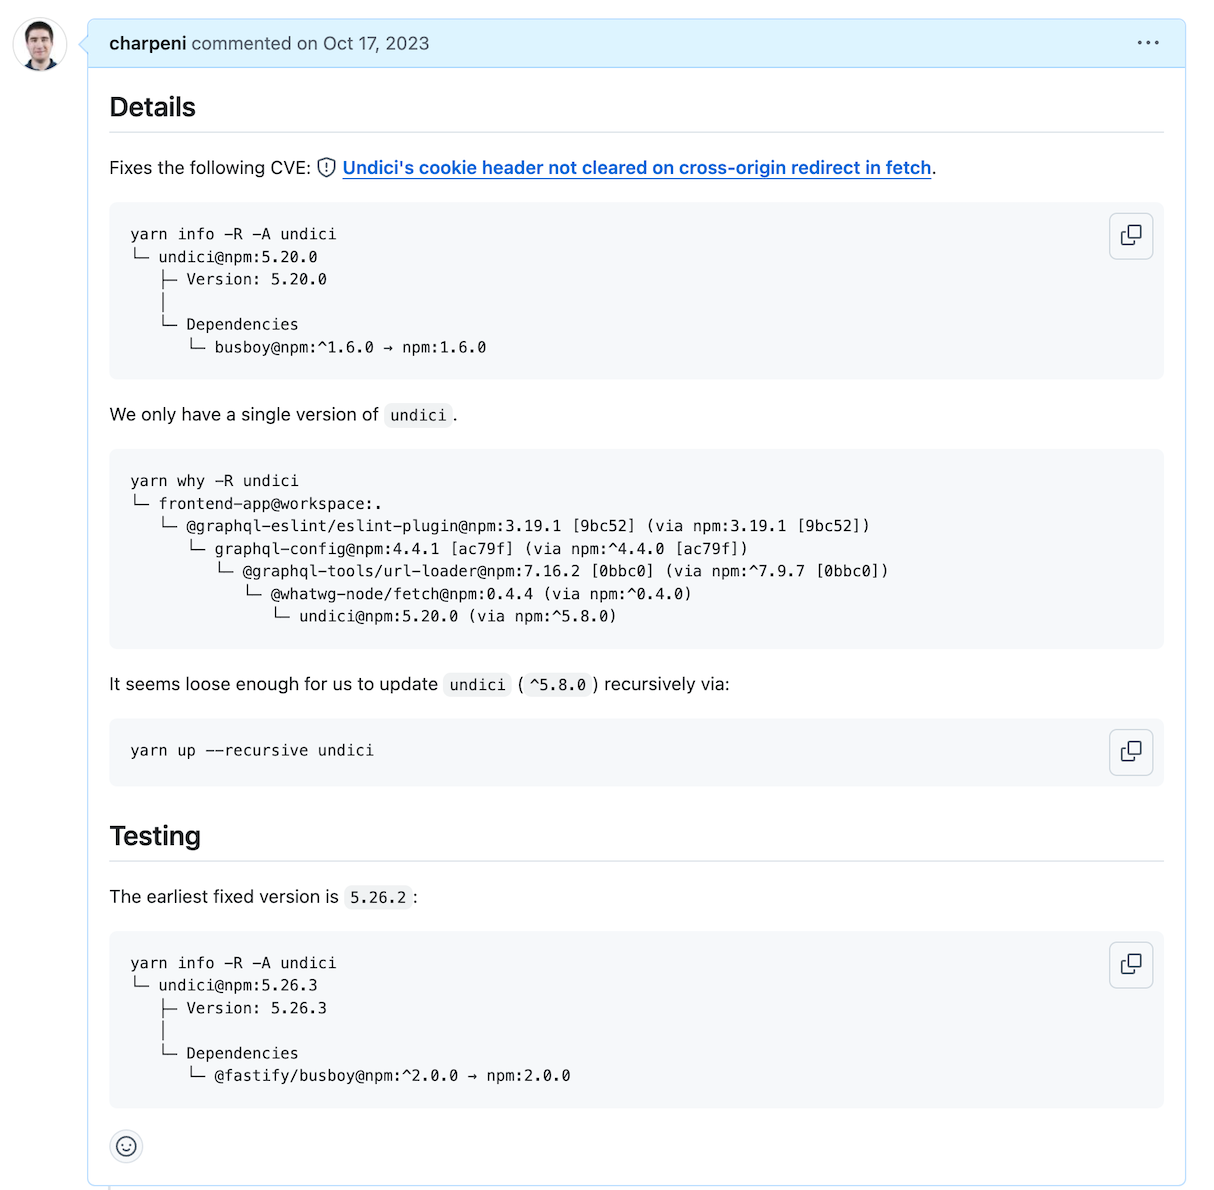 charpeni commented on Oct 17, 2023
Details
Fixes the following CVE: Undici's cookie header not cleared on cross-origin redirect in fetch.
yarn info -R -A undici
└─ undici@npm:5.20.0
   ├─ Version: 5.20.0
   │
   └─ Dependencies
      └─ busboy@npm:^1.6.0 → npm:1.6.0
We only have a single version of undici.
yarn why -R undici
└─ frontend-app@workspace:.
   └─ @graphql-eslint/eslint-plugin@npm:3.19.1 [9bc52] (via npm:3.19.1 [9bc52])
      └─ graphql-config@npm:4.4.1 [ac79f] (via npm:^4.4.0 [ac79f])
         └─ @graphql-tools/url-loader@npm:7.16.2 [0bbc0] (via npm:^7.9.7 [0bbc0])
            └─ @whatwg-node/fetch@npm:0.4.4 (via npm:^0.4.0)
               └─ undici@npm:5.20.0 (via npm:^5.8.0)
It seems loose enough for us to update undici (^5.8.0) recursively via:
yarn up --recursive undici
Testing
The earliest fixed version is 5.26.2:
yarn info -R -A undici
└─ undici@npm:5.26.3
   ├─ Version: 5.26.3
   │
   └─ Dependencies
      └─ @fastify/busboy@npm:^2.0.0 → npm:2.0.0